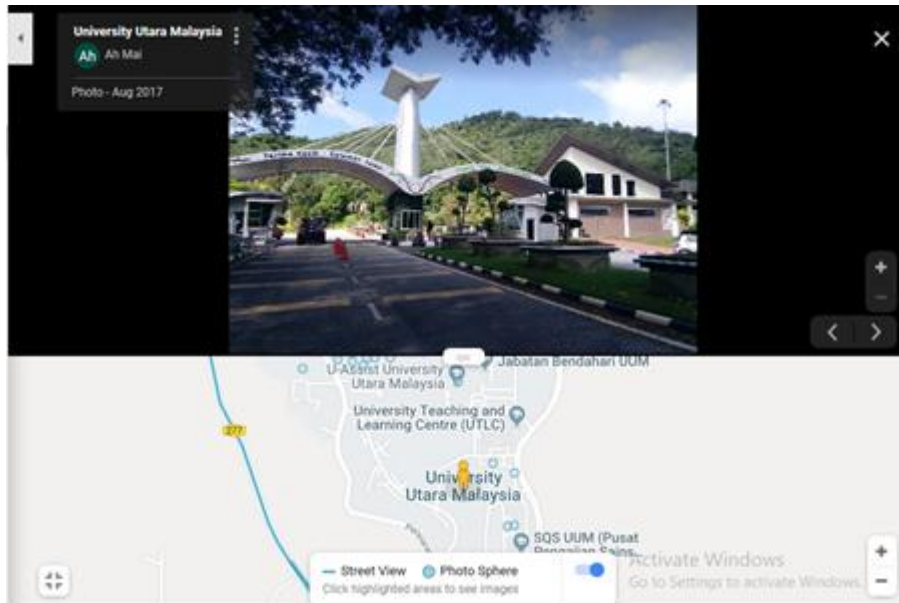 University Utara Malaysia
Ah
Ah Mai
Photo - Aug 2017
Jabatan Bendahari UUM
U-Assist University
Utara Malaysia
University Teaching and
Learning Centre (UTLC)
277
University
Utara Malaysia
SQS UUM (Pusat
Pengajian Sains...
Activate Windows
Go to Settings to activate Windows.
Street View
Photo Sphere
Click highlighted areas to see images